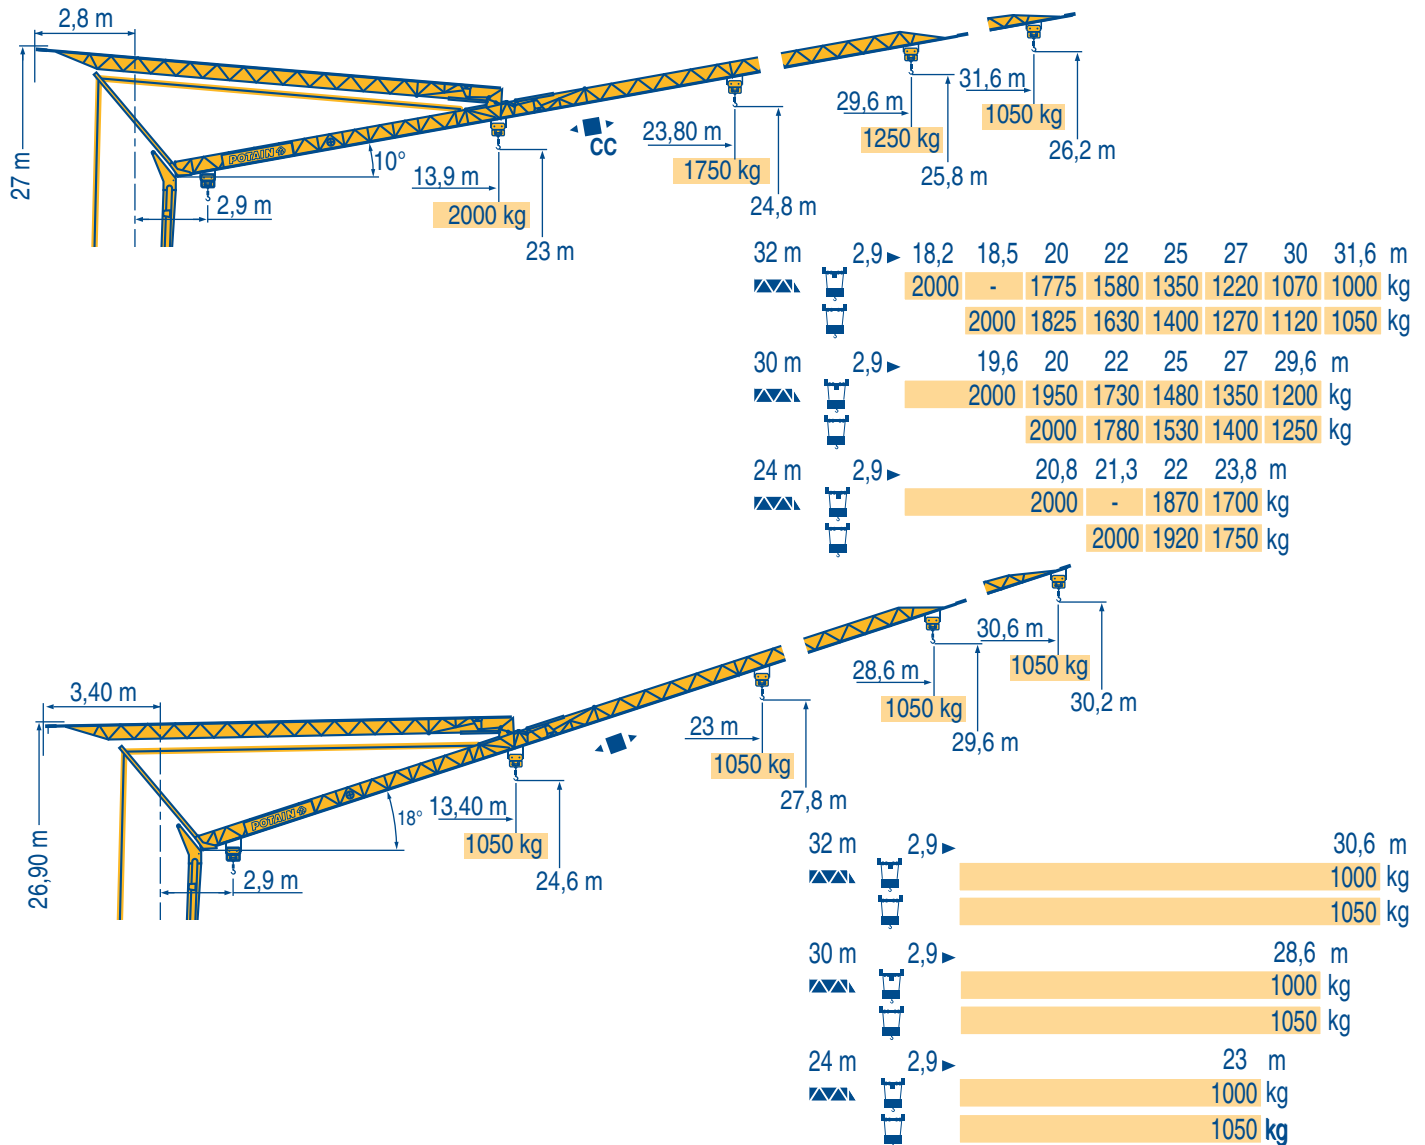 2,8 m
27 m
POTAIN
10°
2,9 m
13,9 m
2000 kg
23 m
CC
23,80 m
1750 kg
24,8 m
29,6 m
1250 kg
25,8 m
31,6 m
1050 kg
26,2 m
32 m 2,9 18,2 18,5 20 22 25 27 30 31,6 m
2000 - 1775 1580 1350 1220 1070 1000 kg
2000 1825 1630 1400 1270 1120 1050 kg
30 m 2,9 19,6 20 22 25 27 29,6 m
2000 1950 1730 1480 1350 1200 kg
2000 1780 1530 1400 1250 kg
24 m 2,9 20,8 21,3 22 23,8 m
2000 - 1870 1700 kg
2000 1920 1750 kg
3,40 m
26,90 m
POTAIN
18°
2,9 m
13,40 m
1050 kg
24,6 m
23 m
1050 kg
27,8 m
28,6 m
1050 kg
29,6 m
30,6 m
1050 kg
30,2 m
32 m 2,9 30,6 m
1000 kg
1050 kg
30 m 2,9 28,6 m
1000 kg
1050 kg
24 m 2,9 23 m
1000 kg
1050 kg